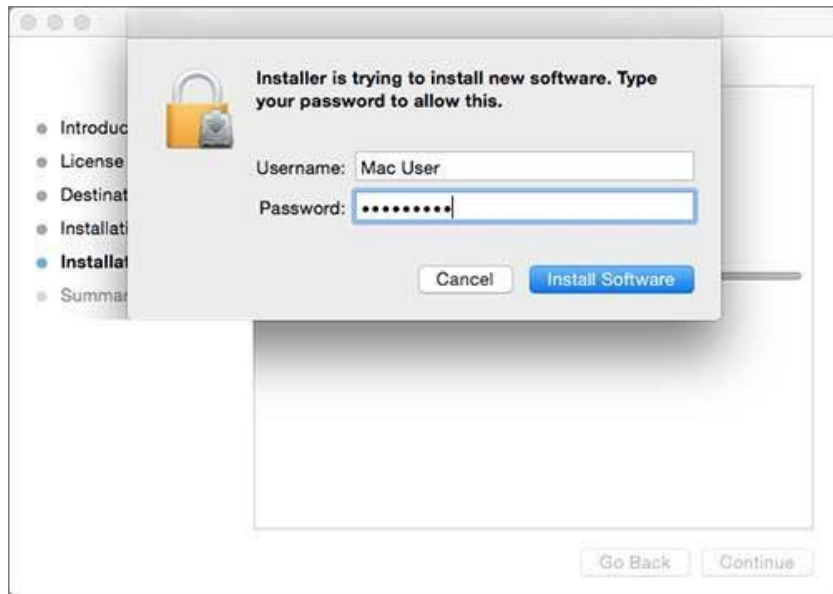 Installer is trying to install new software. Type
your password to allow this.
Username: Mac User
Password: •••••••••
Cancel Install Software
Introduc
License
Destinat
Installati
Installat
Summar
Go Back Continue